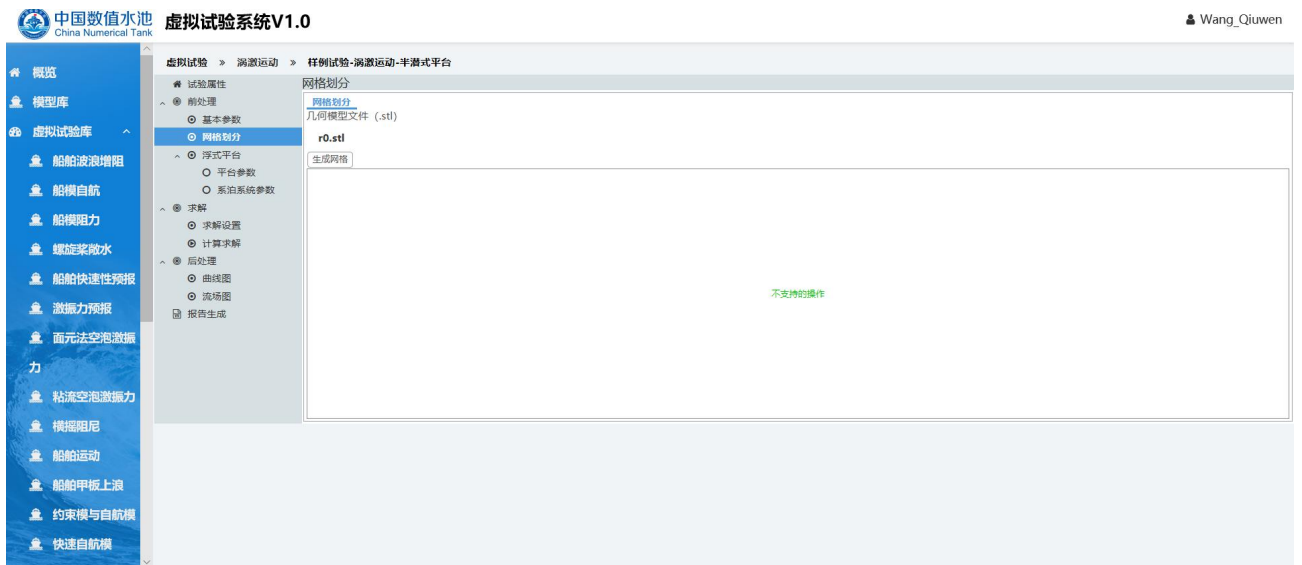 中国数值水池
China Numerical Tank
虚拟试验系统V1.0
Wang_Qiuwen
概览
模型库
虚拟试验库
船舶波浪增阻
船模自航
船模阻力
螺旋桨敞水
船舶快速性预报
激振力预报
面元法空泡激振
力
粘流空泡激振力
横摇阻尼
船舶运动
船舶甲板上浪
约束模与自航模
快速自航模
虚拟试验 » 涡激运动 » 样例试验-涡激运动-半潜式平台
试验属性
前处理
基本参数
网格划分
浮式平台
平台参数
系泊系统参数
求解
求解设置
计算求解
后处理
曲线图
流场图
报告生成
网格划分
网格划分
几何模型文件 (.stl)
r0.stl
生成网格
不支持的操作